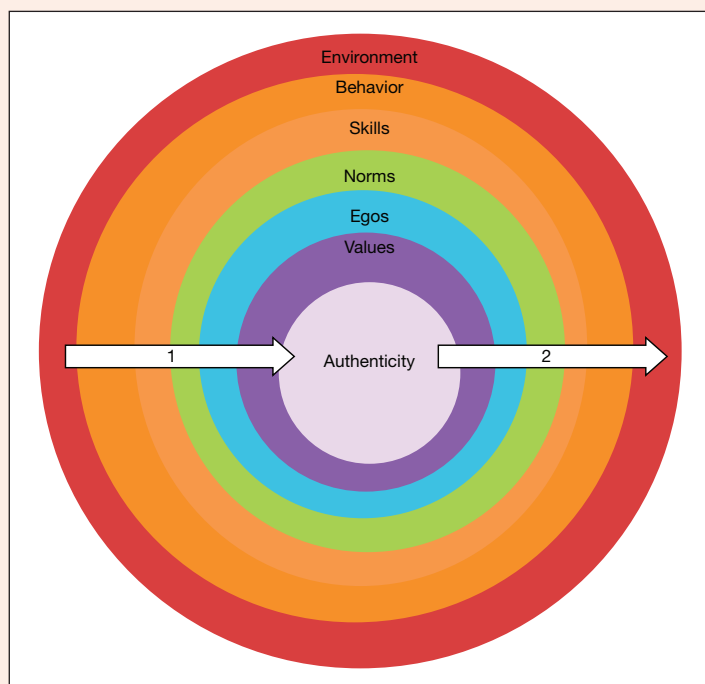 Environment
Behavior
Skills
Norms
Egos
Values
1
Authenticity
2